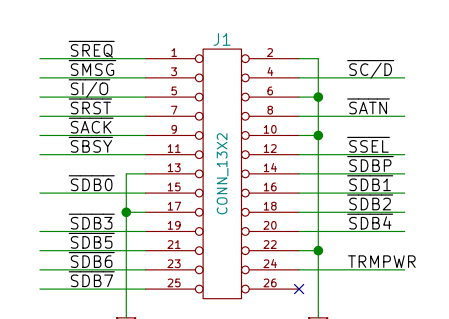 J1
SREQ 1 2
SMSG 3 4 SC/D
SI/O 5 6
SRST 7 8 SATN
SACK 9 10
SBSY 11 12 SSEL
13 14 SDBP
SDB0 15 16 SDB1
17 18 SDB2
SDB3 19 20 SDB4
SDB5 21 22
SDB6 23 24 TRMPWR
SDB7 25 26
CONN_13X2